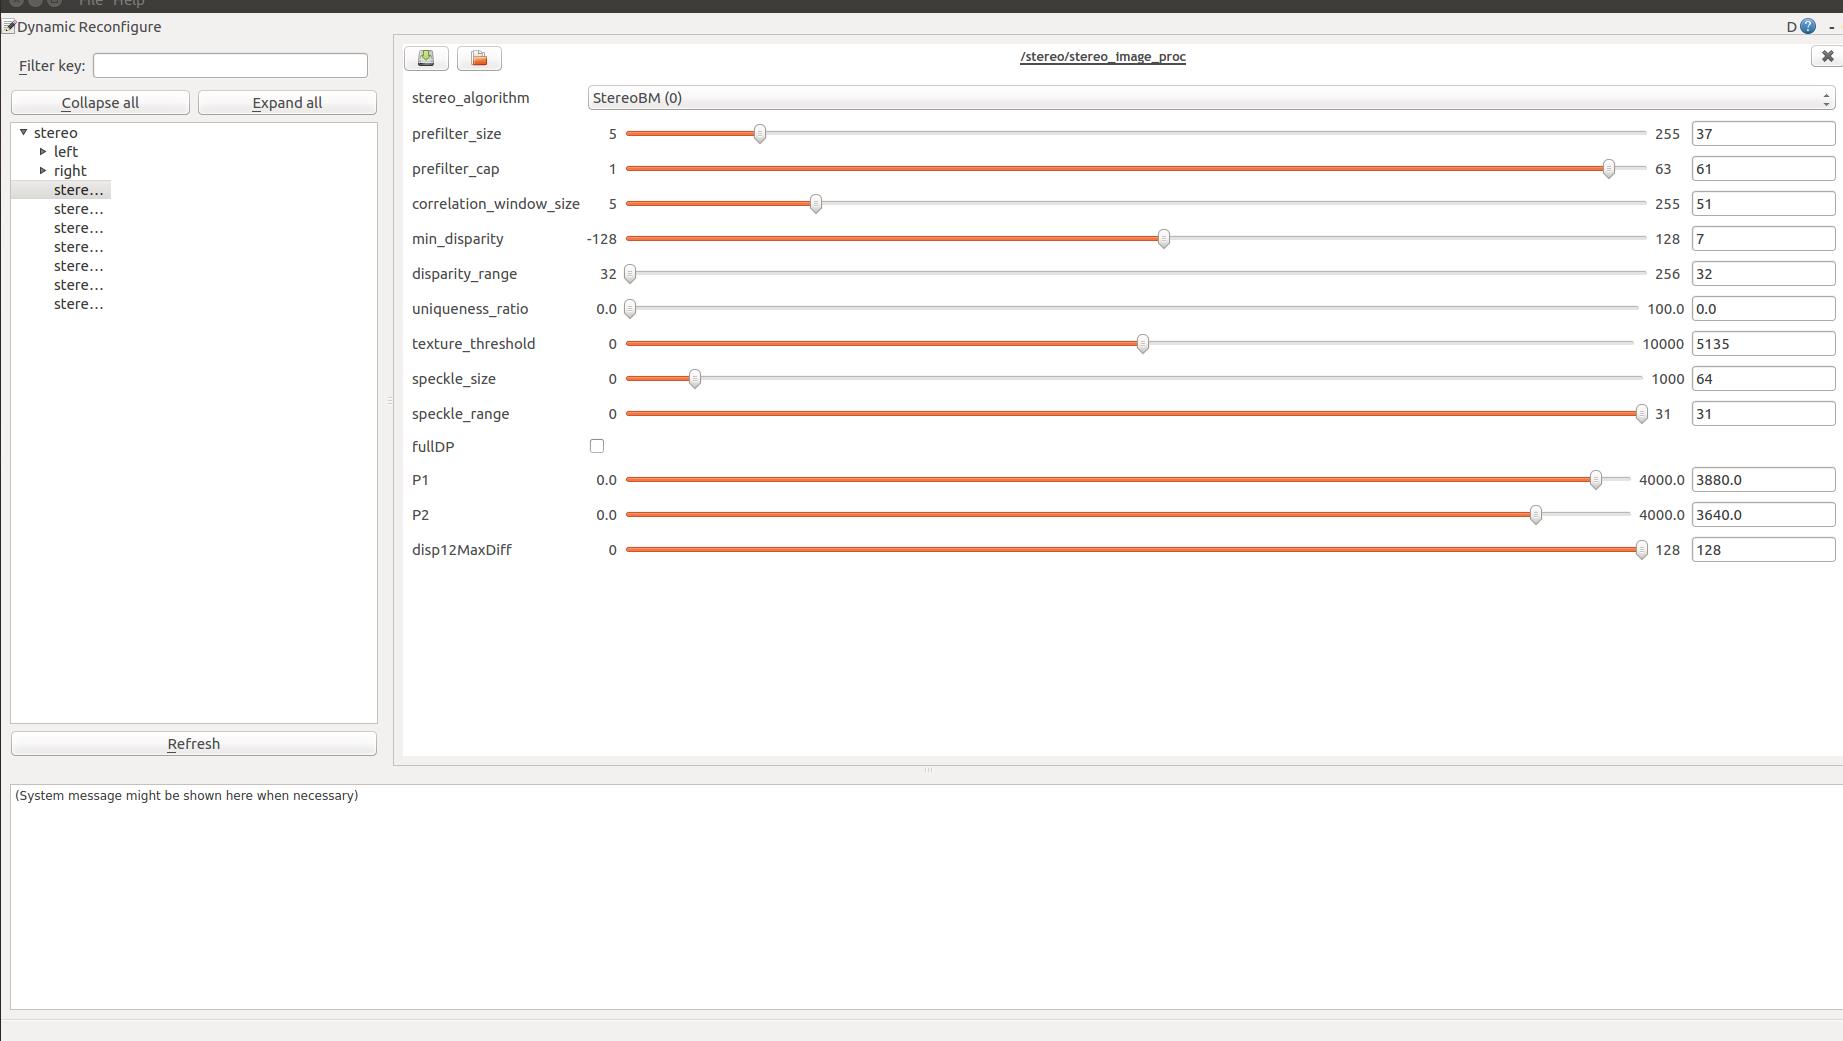 File Help
Dynamic Reconfigure
D ? -
Filter key:
Collapse all Expand all
stereo
left
right
stere...
stere...
stere...
stere...
stere...
stere...
stere...
Refresh
/stereo/stereo_image_proc
stereo_algorithm StereoBM (0)
prefilter_size 5 255 37
prefilter_cap 1 63 61
correlation_window_size 5 255 51
min_disparity -128 128 7
disparity_range 32 256 32
uniqueness_ratio 0.0 100.0 0.0
texture_threshold 0 10000 5135
speckle_size 0 1000 64
speckle_range 0 31 31
fullDP
P1 0.0 4000.0 3880.0
P2 0.0 4000.0 3640.0
disp12MaxDiff 0 128 128
(System message might be shown here when necessary)